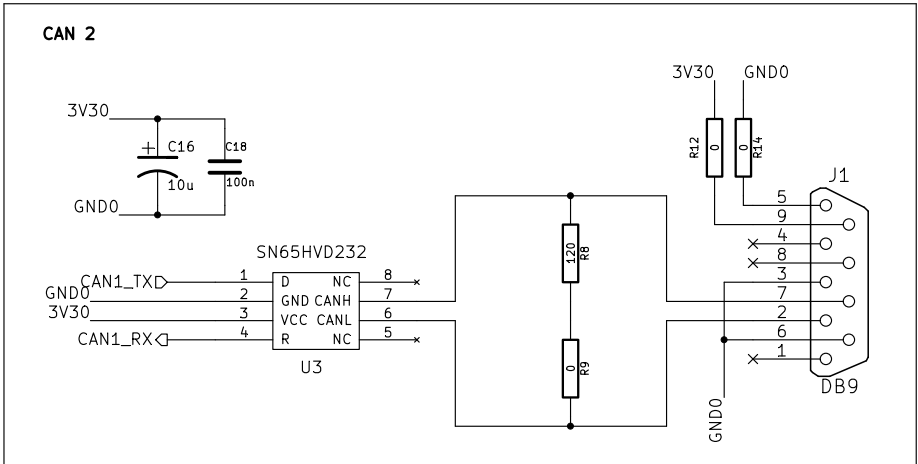 CAN 2
3V30 GND0
3V30
+ C16 C18
10u 100n
GND0
R12 0 0 R14
J1
5
9
4
8
3
7
2
6
1
DB9
GND0
120 R8
0 R9
SN65HVD232
CAN1_TX 1 D NC 8
GND0 2 GND CANH 7
3V30 3 VCC CANL 6
CAN1_RX 4 R NC 5
U3